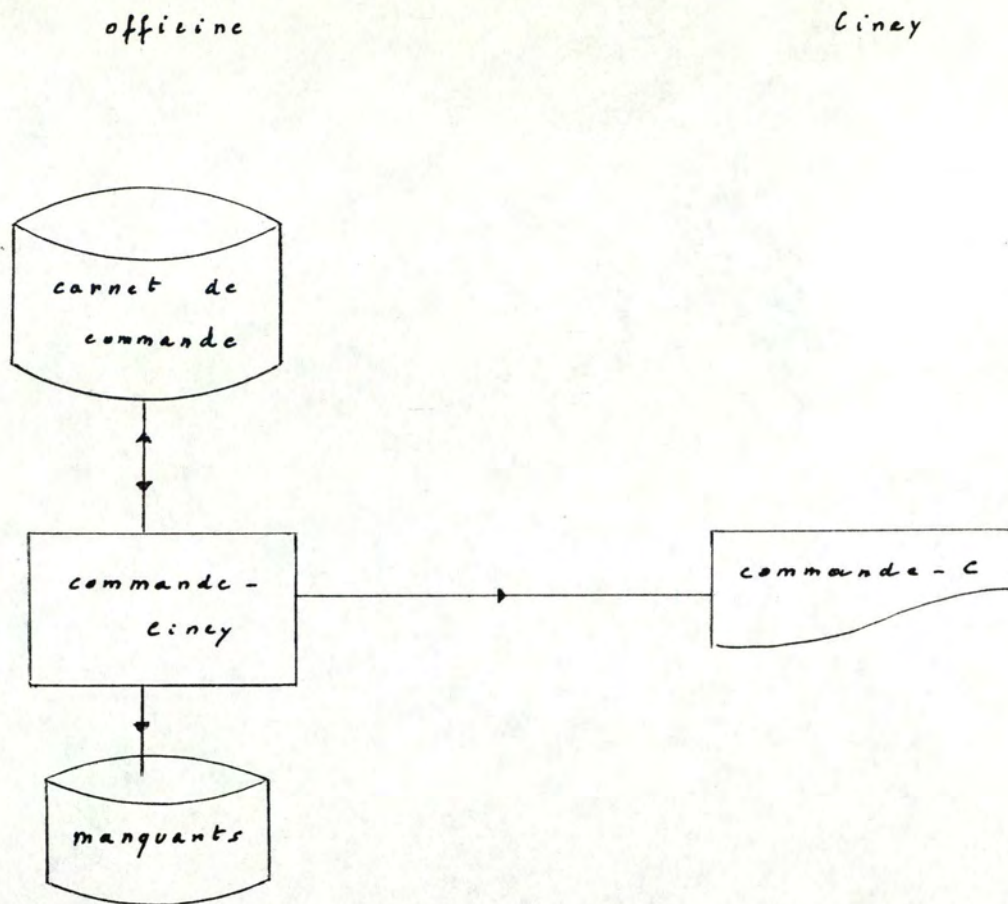 officine
Ciney
carnet de
commande
commande -
Ciney
commande - C
manquants